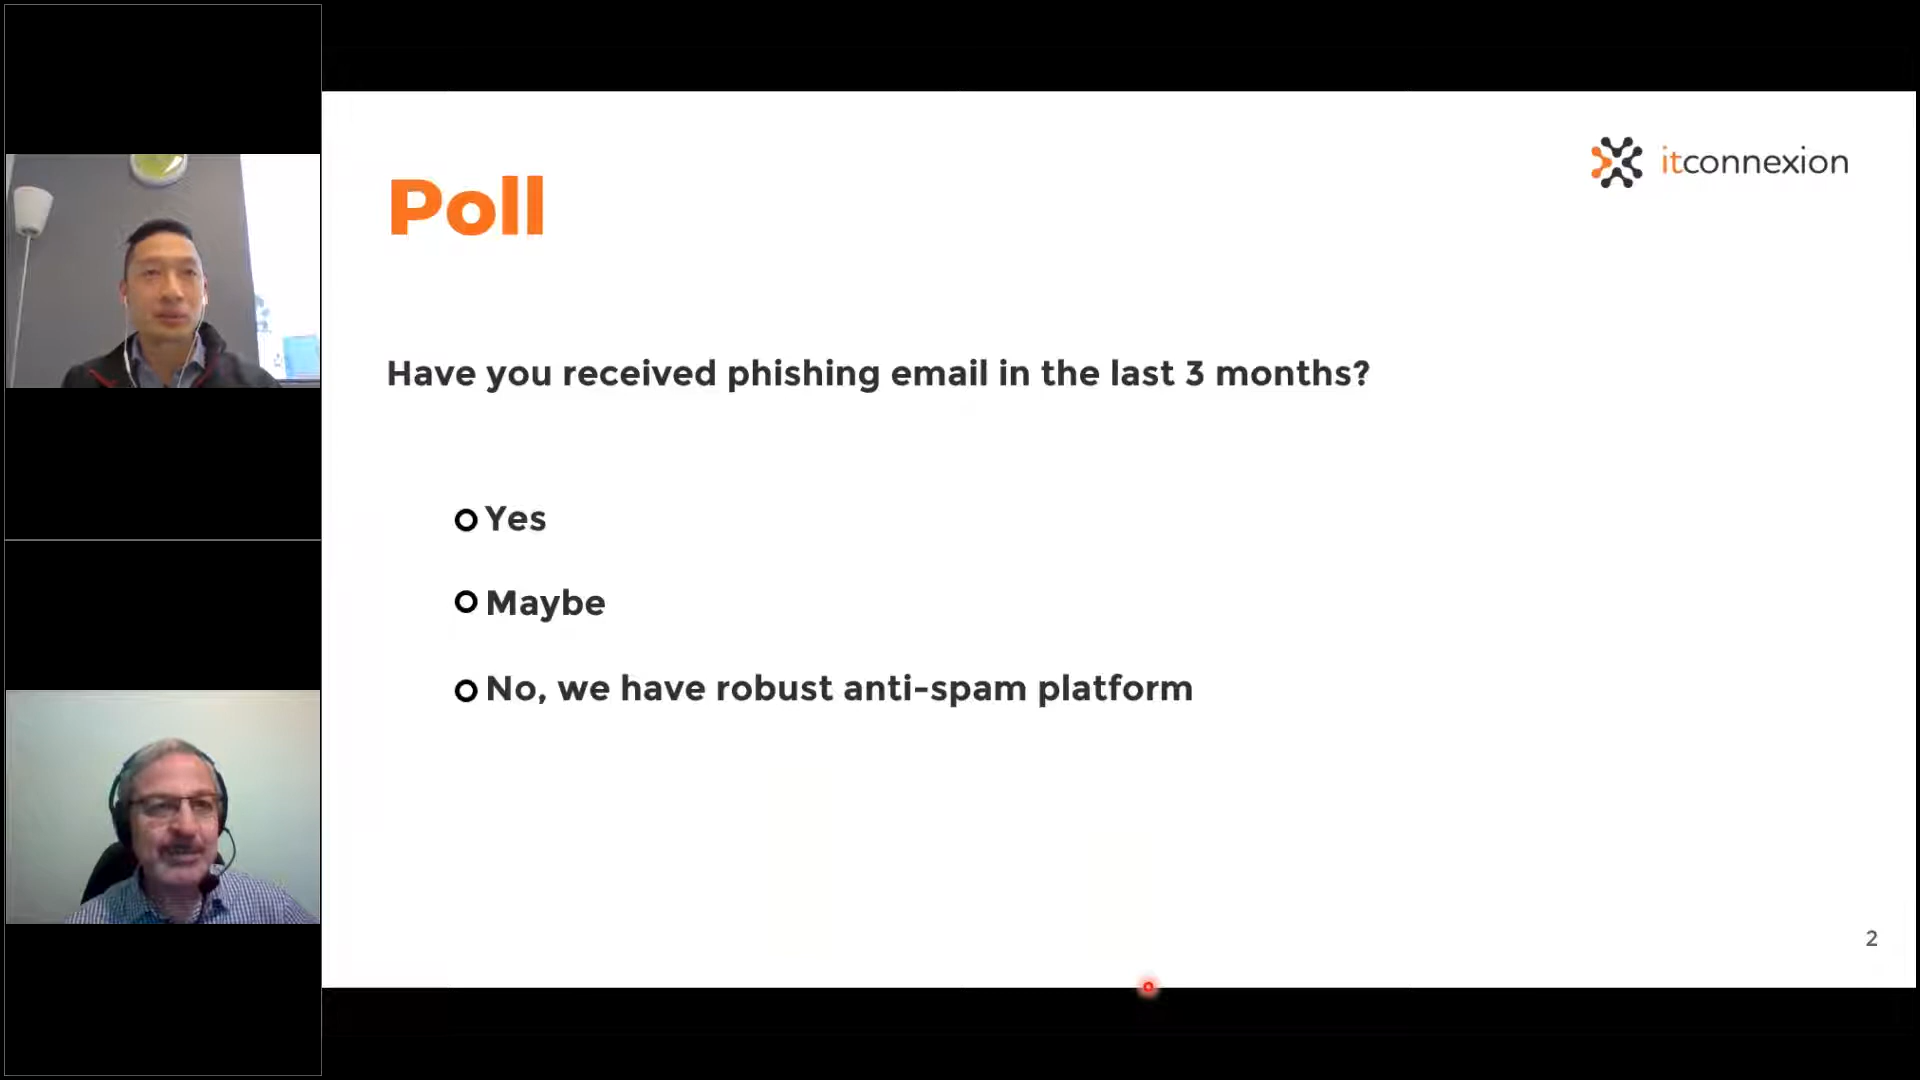 itconnexion
Poll
Have you received phishing email in the last 3 months?
Yes
Maybe
No, we have robust anti-spam platform
2